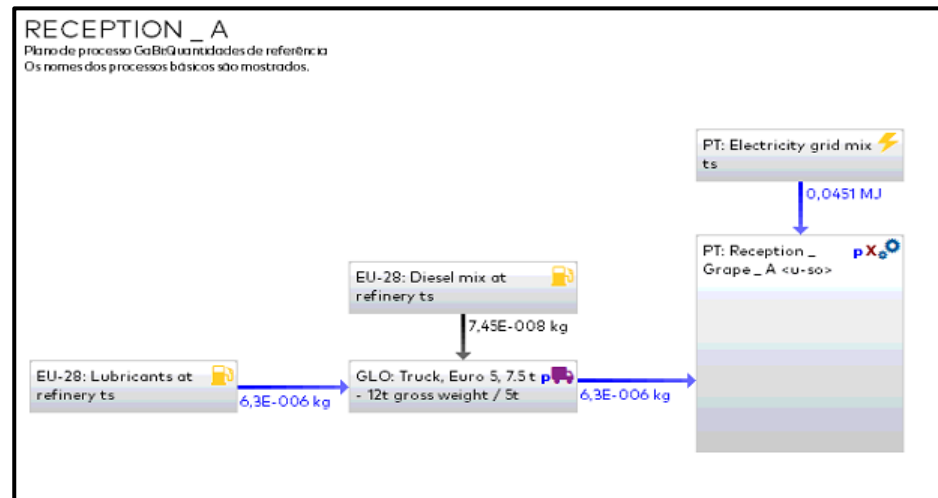 RECEPTION _ A
Plano de processo GaBi:Quantidades de referência
Os nomes dos processos básicos são mostrados.
PT: Electricity grid mix
ts
0,0451 MJ
PT: Reception _
Grape _ A <u-so>
p X
EU-28: Diesel mix at
refinery ts
7,45E-008 kg
EU-28: Lubricants at
refinery ts
6,3E-006 kg
GLO: Truck, Euro 5, 7.5 t
- 12t gross weight / 5t
p
6,3E-006 kg